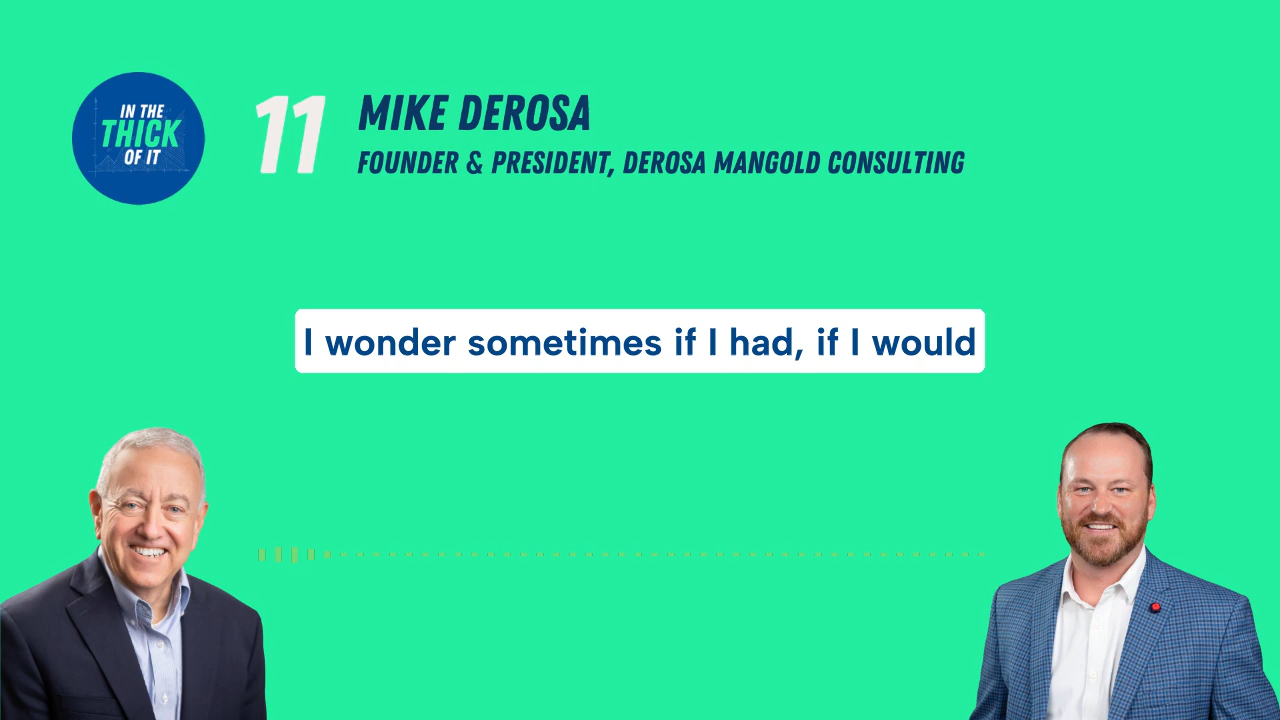 IN THE
THICK
OF IT
11
MIKE DEROSA
FOUNDER & PRESIDENT, DEROSA MANGOLD CONSULTING
I wonder sometimes if I had, if I would